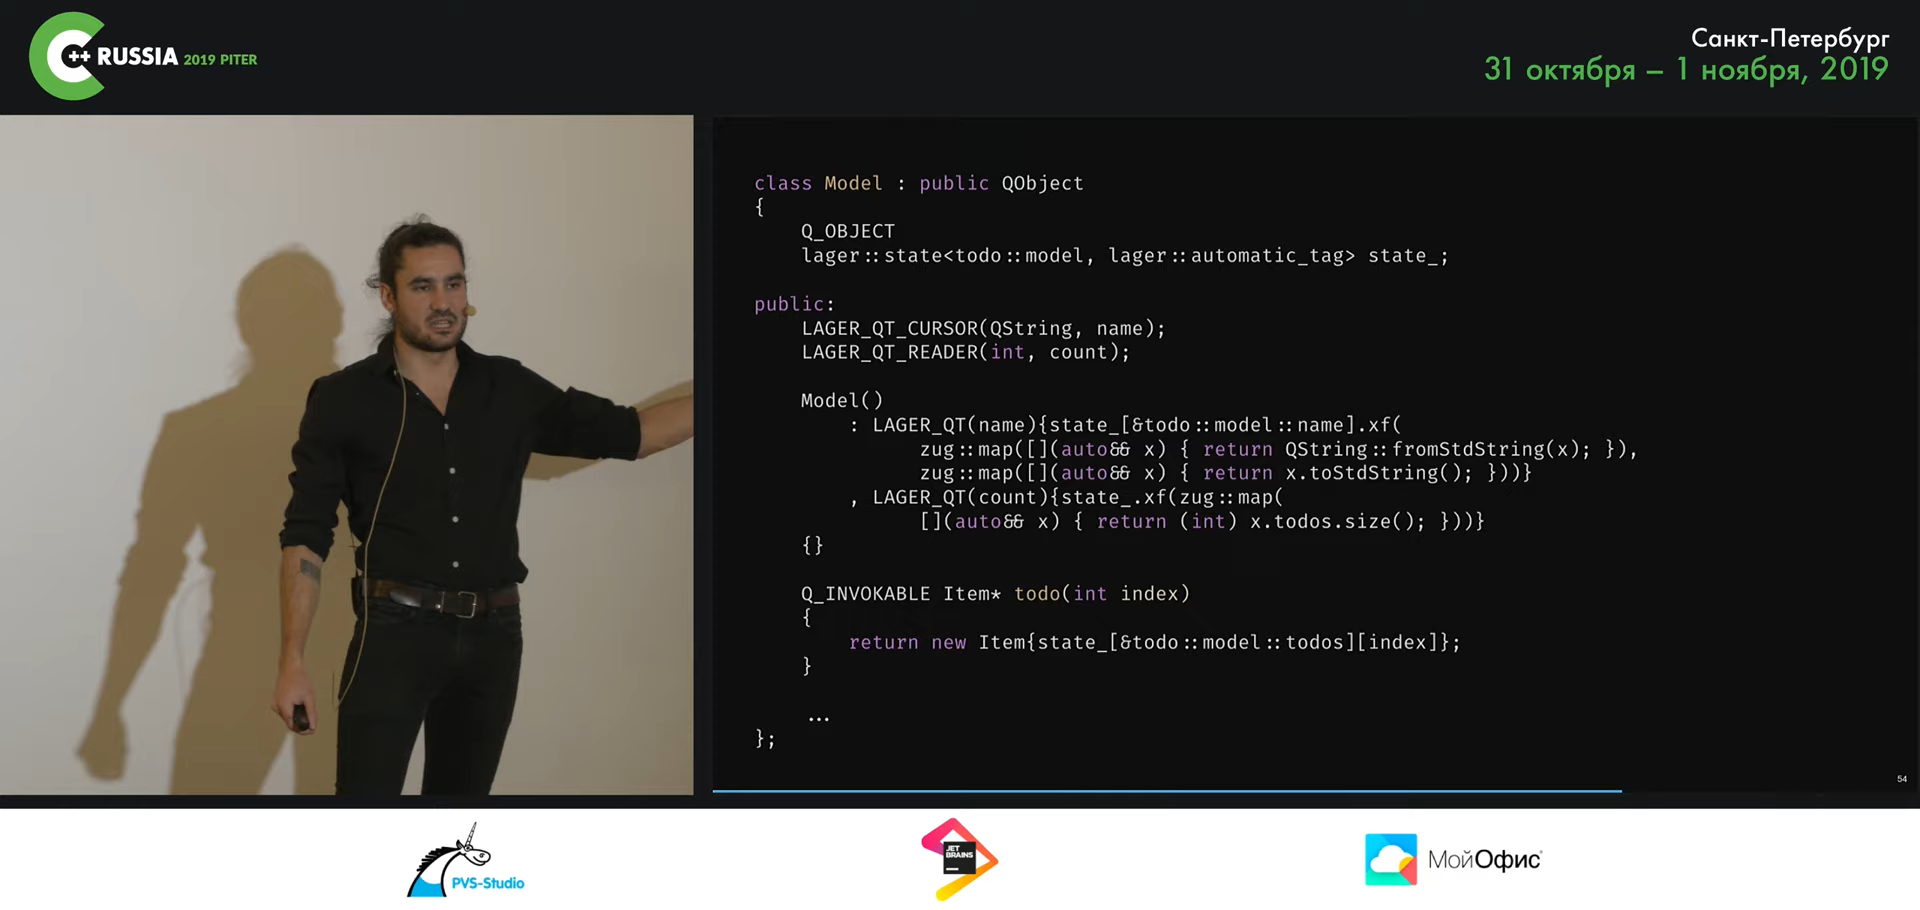 C++ RUSSIA 2019 PITER
Санкт-Петербург
31 октября – 1 ноября, 2019
class Model : public QObject
{
Q_OBJECT
lager::state<todo::model, lager::automatic_tag> state_;
public:
LAGER_QT_CURSOR(QString, name);
LAGER_QT_READER(int, count);
Model()
: LAGER_QT(name){state_[&todo::model::name].xf(
zug::map([](auto&& x) { return QString::fromStdString(x); }),
zug::map([](auto&& x) { return x.toStdString(); }))}
, LAGER_QT(count){state_.xf(zug::map(
[](auto&& x) { return (int) x.todos.size(); }))}
{}
Q_INVOKABLE Item* todo(int index)
{
return new Item{state_[&todo::model::todos][index]};
}
...
};
54
PVS-Studio
JET
BRAINS
МойОфис